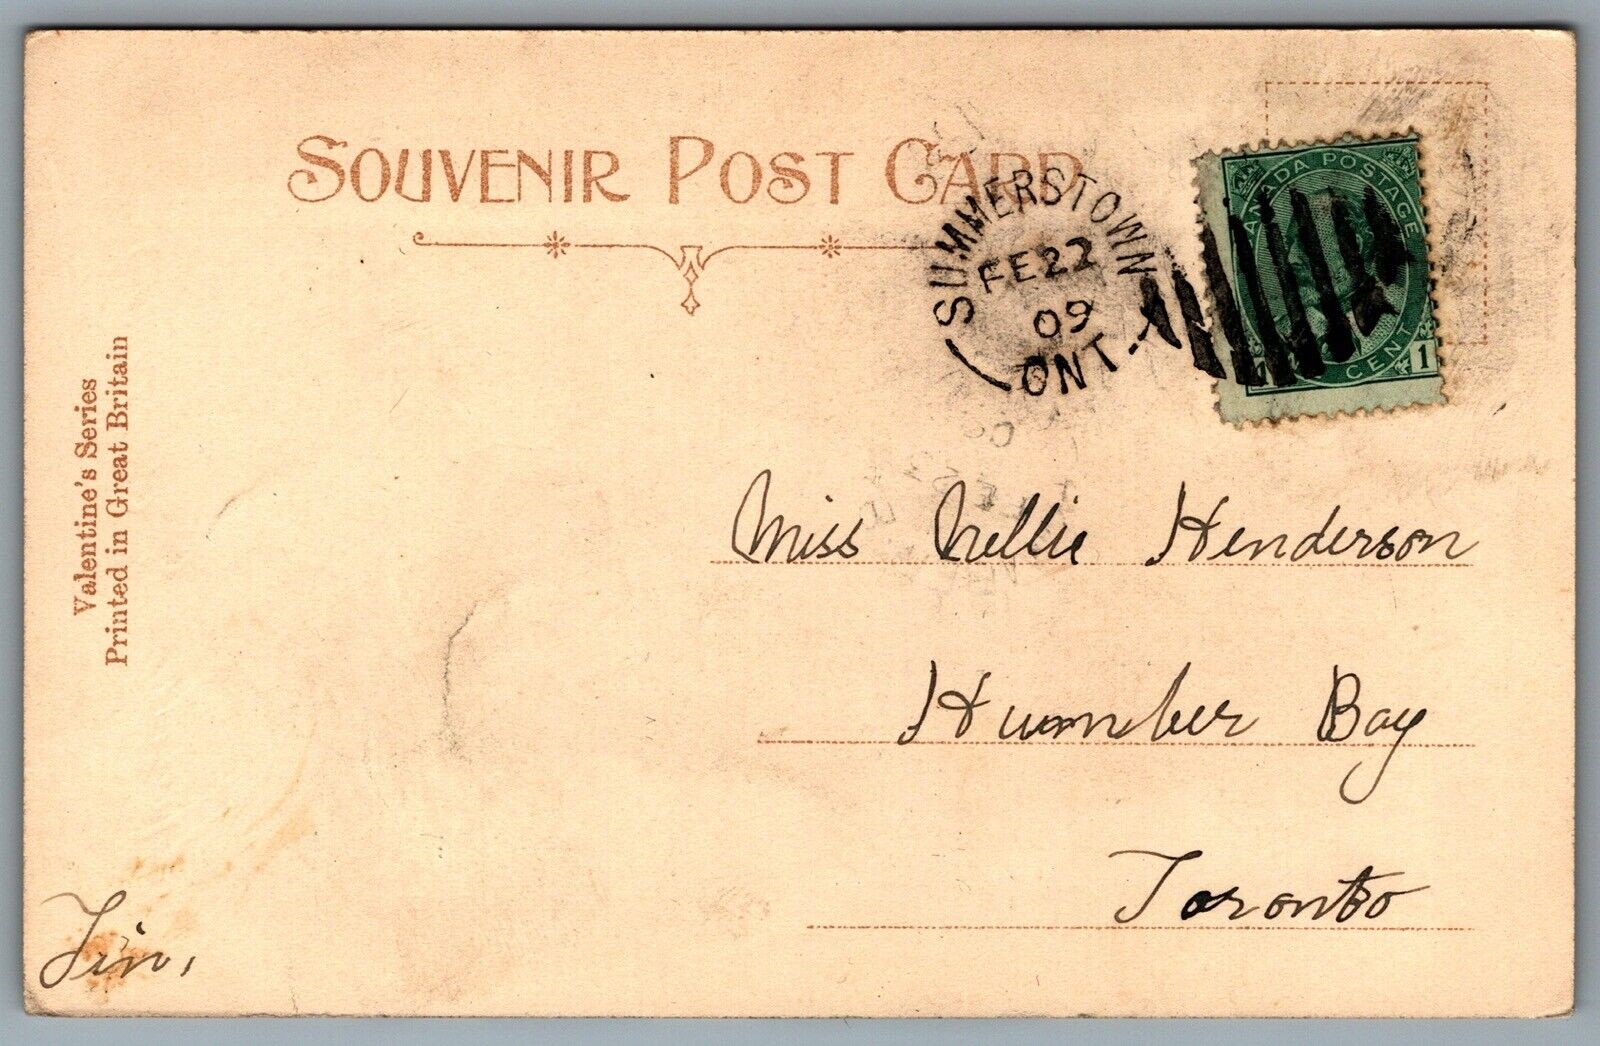 SOUVENIR POST CARD
SUMMERSTOWN
FE 22
09
ONT.
CANADA POSTAGE
CENT
1
Valentine's Series
Printed in Great Britain
Miss Nellie Henderson
Humber Bay
Toronto